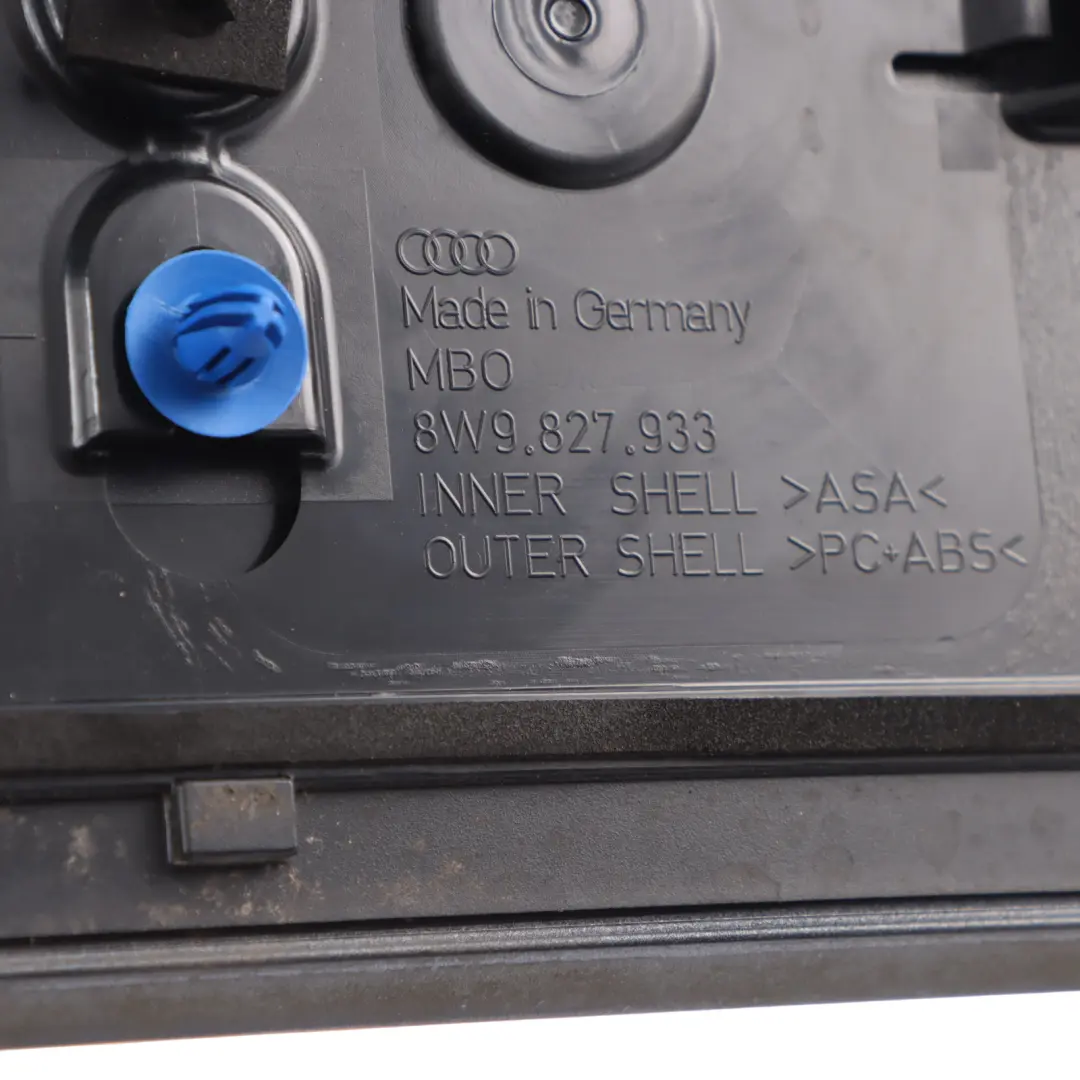 Made in Germany
MBO
8W9.827.933
INNER SHELL >ASA<
OUTER SHELL >PC+ABS<